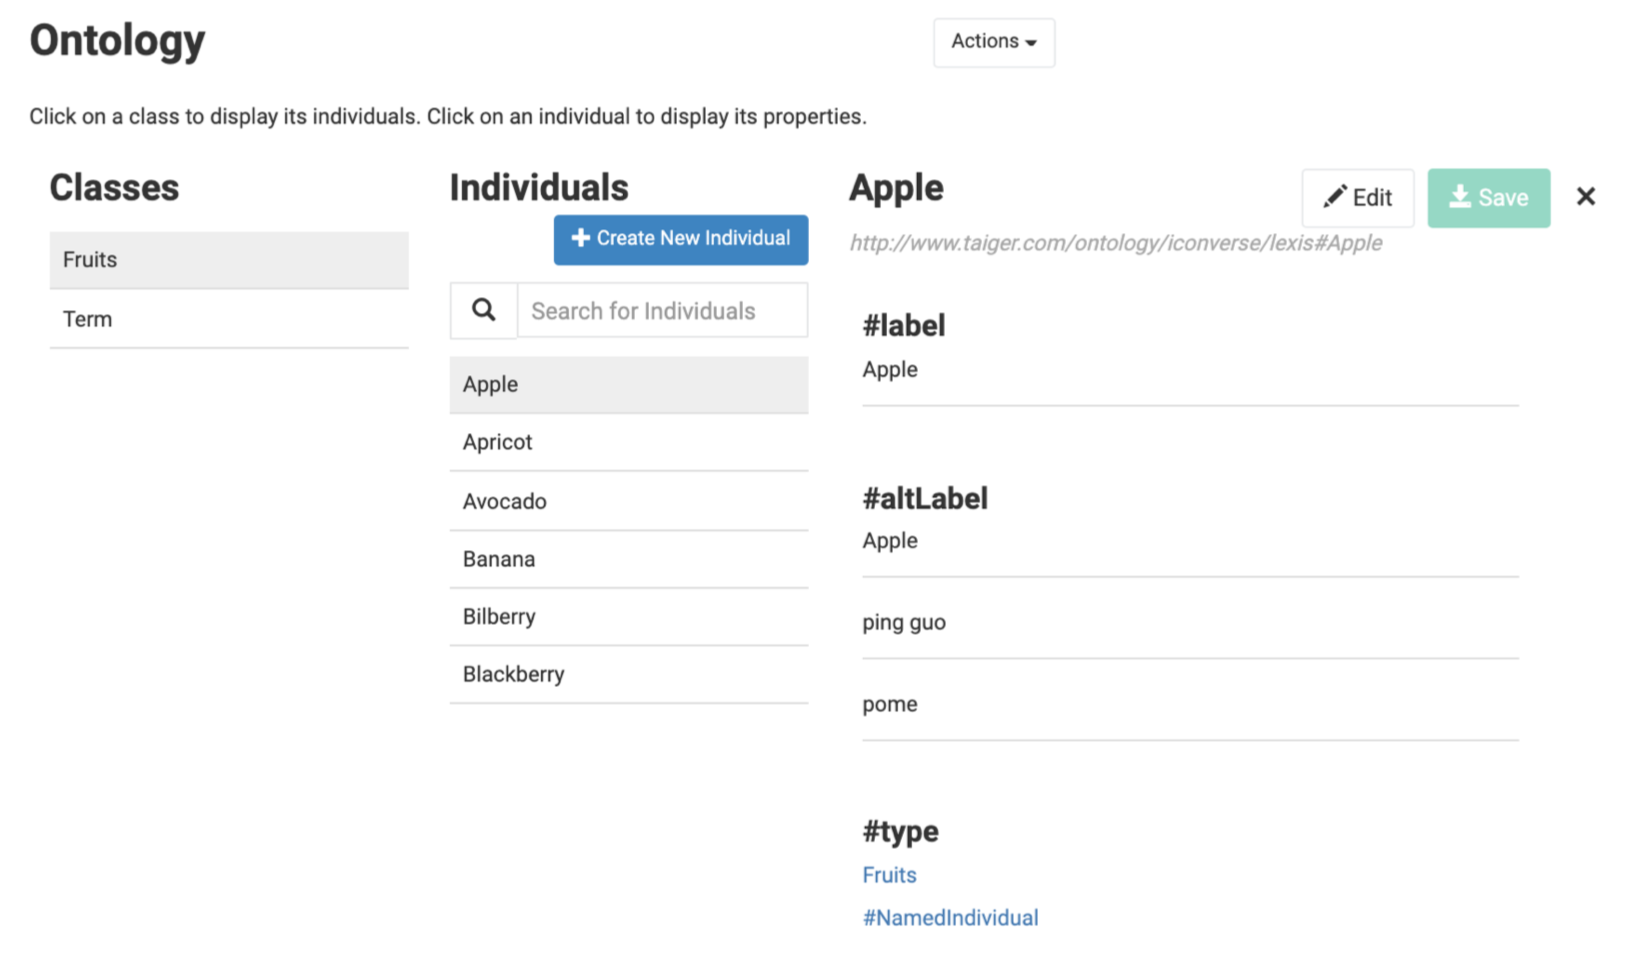 Ontology
Actions
Click on a class to display its individuals. Click on an individual to display its properties.
Classes
Fruits
Term
Individuals
Create New Individual
Search for Individuals
Apple
Apricot
Avocado
Banana
Bilberry
Blackberry
Apple
Edit
Save
http://www.taiger.com/ontology/iconverse/lexis#Apple
#label
Apple
#altLabel
Apple
ping guo
pome
#type
Fruits
#NamedIndividual